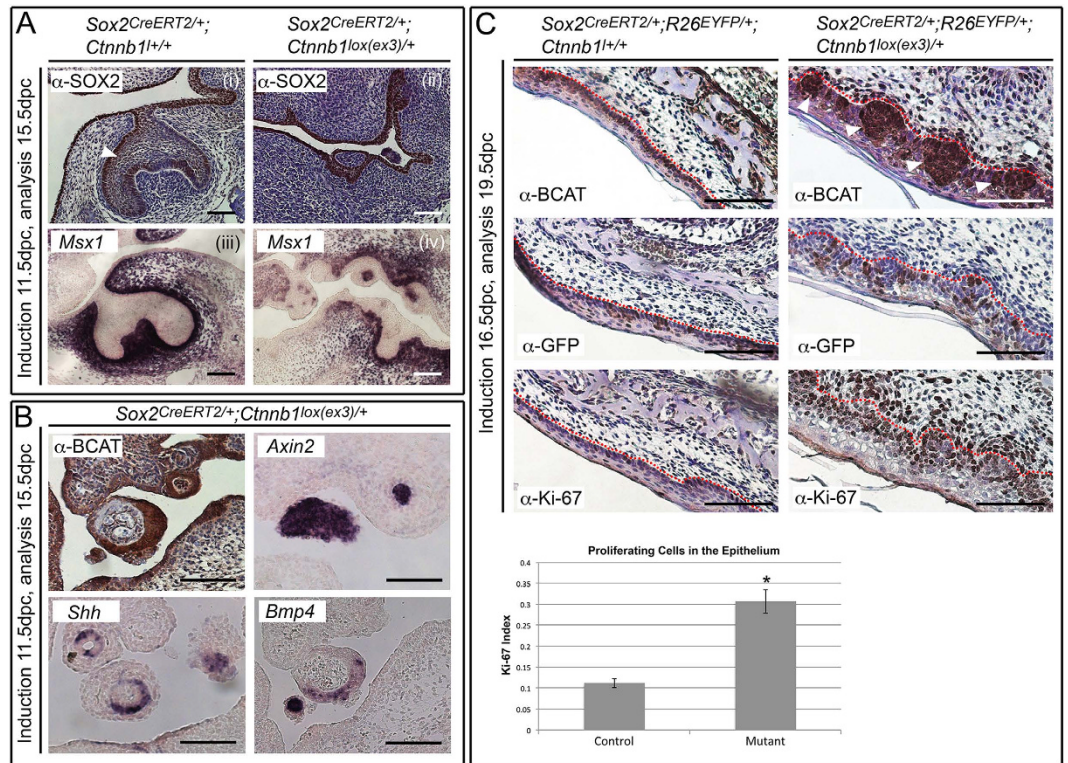 A
Sox2CreERT2/+;
Ctnnb1l+/+
Sox2CreERT2/+;
Ctnnb1lox(ex3)/+
Induction 11.5dpc, analysis 15.5dpc
α-SOX2
(i)
α-SOX2
(ii)
Msx1
(iii)
Msx1
(iv)
B
Sox2CreERT2/+;Ctnnb1lox(ex3)/+
Induction 11.5dpc, analysis 15.5dpc
α-BCAT
Axin2
Shh
Bmp4
C
Sox2CreERT2/+;R26EYFP/+;
Ctnnb1l+/+
Sox2CreERT2/+;R26EYFP/+;
Ctnnb1lox(ex3)/+
Induction 16.5dpc, analysis 19.5dpc
α-BCAT
α-BCAT
α-GFP
α-GFP
α-Ki-67
α-Ki-67
Proliferating Cells in the Epithelium
Ki-67 Index
0.4
0.35
0.3
0.25
0.2
0.15
0.1
0.05
0
*
Control
Mutant